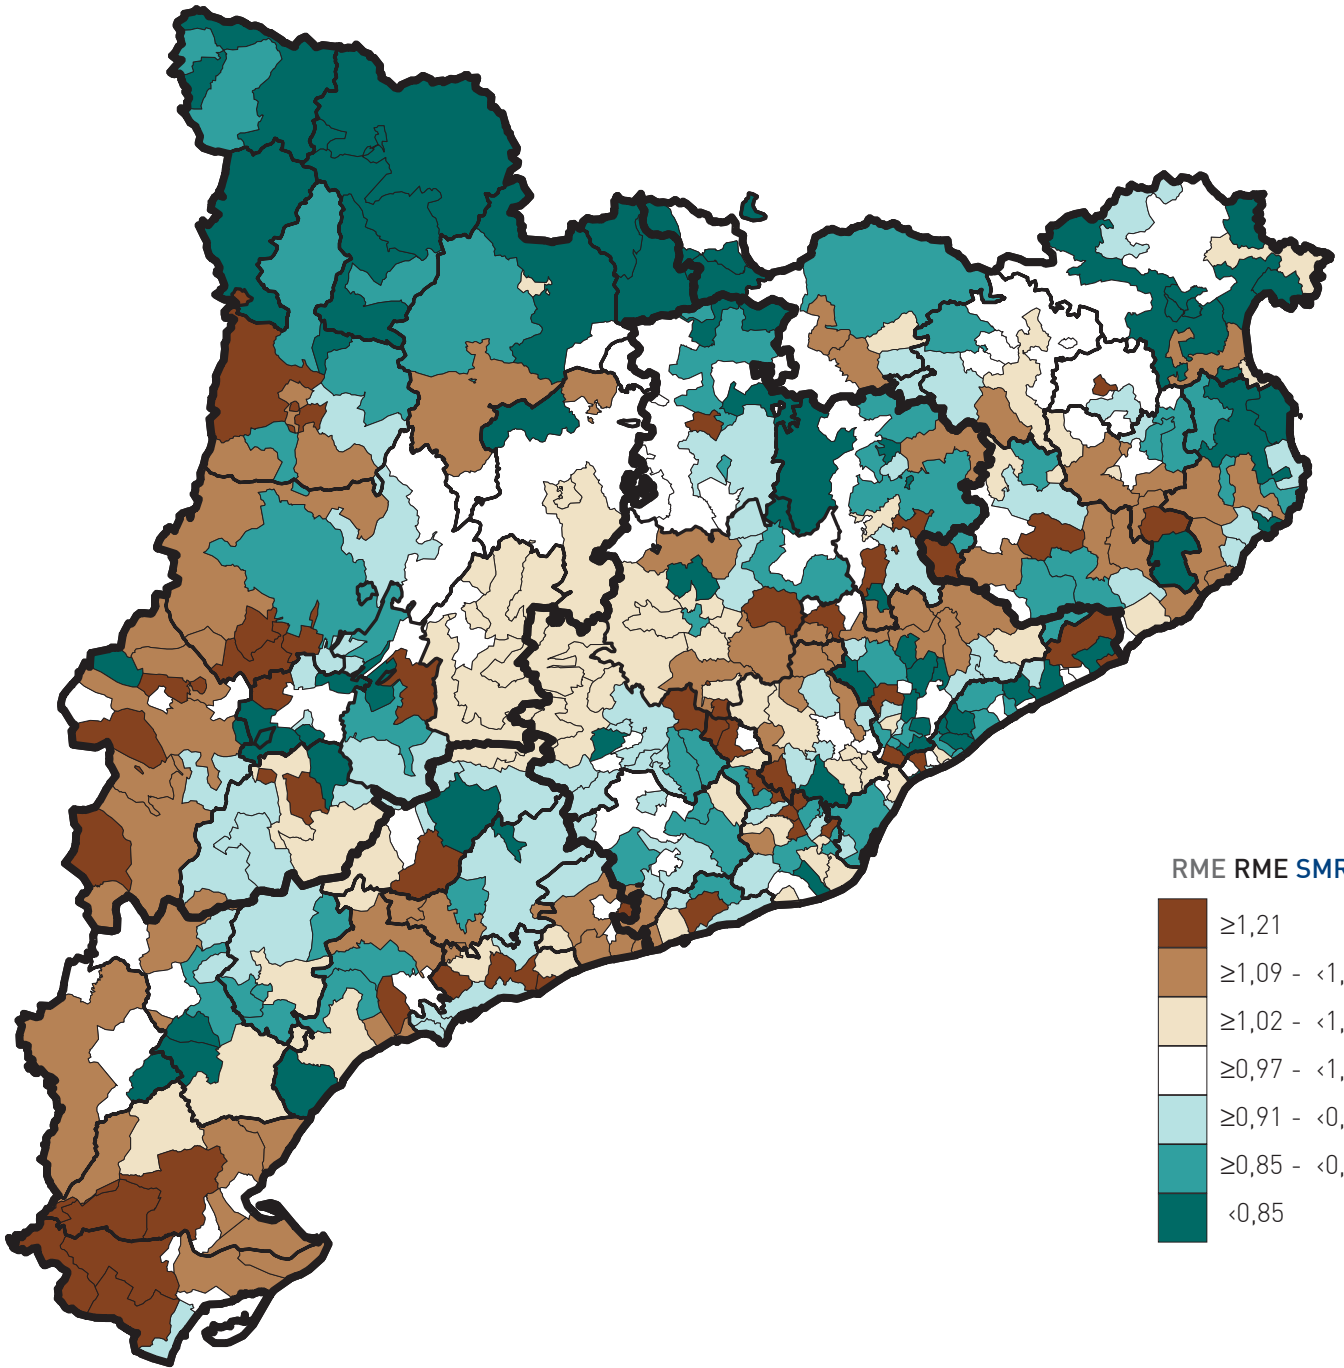 RME RME SMR
≥1,21
≥1,09 - <1,
≥1,02 - <1,
≥0,97 - <1,
≥0,91 - <0,
≥0,85 - <0,
<0,85